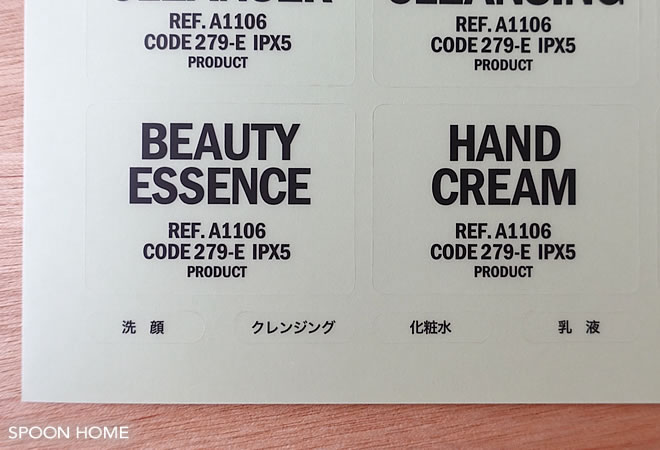 CLEANSER
CLEANSING
REF. A1106
CODE 279-E IPX5
PRODUCT
REF. A1106
CODE 279-E IPX5
PRODUCT
BEAUTY
ESSENCE
REF. A1106
CODE 279-E IPX5
PRODUCT
HAND
CREAM
REF. A1106
CODE 279-E IPX5
PRODUCT
洗 顔
クレンジング
化粧水
乳 液
SPOON HOME